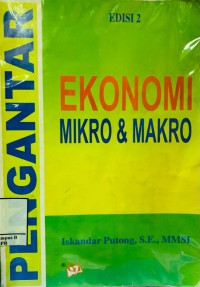 EDISI 2
PENGANTAR
EKONOMI
MIKRO & MAKRO
Iskandar Putong, S.E., MMSI